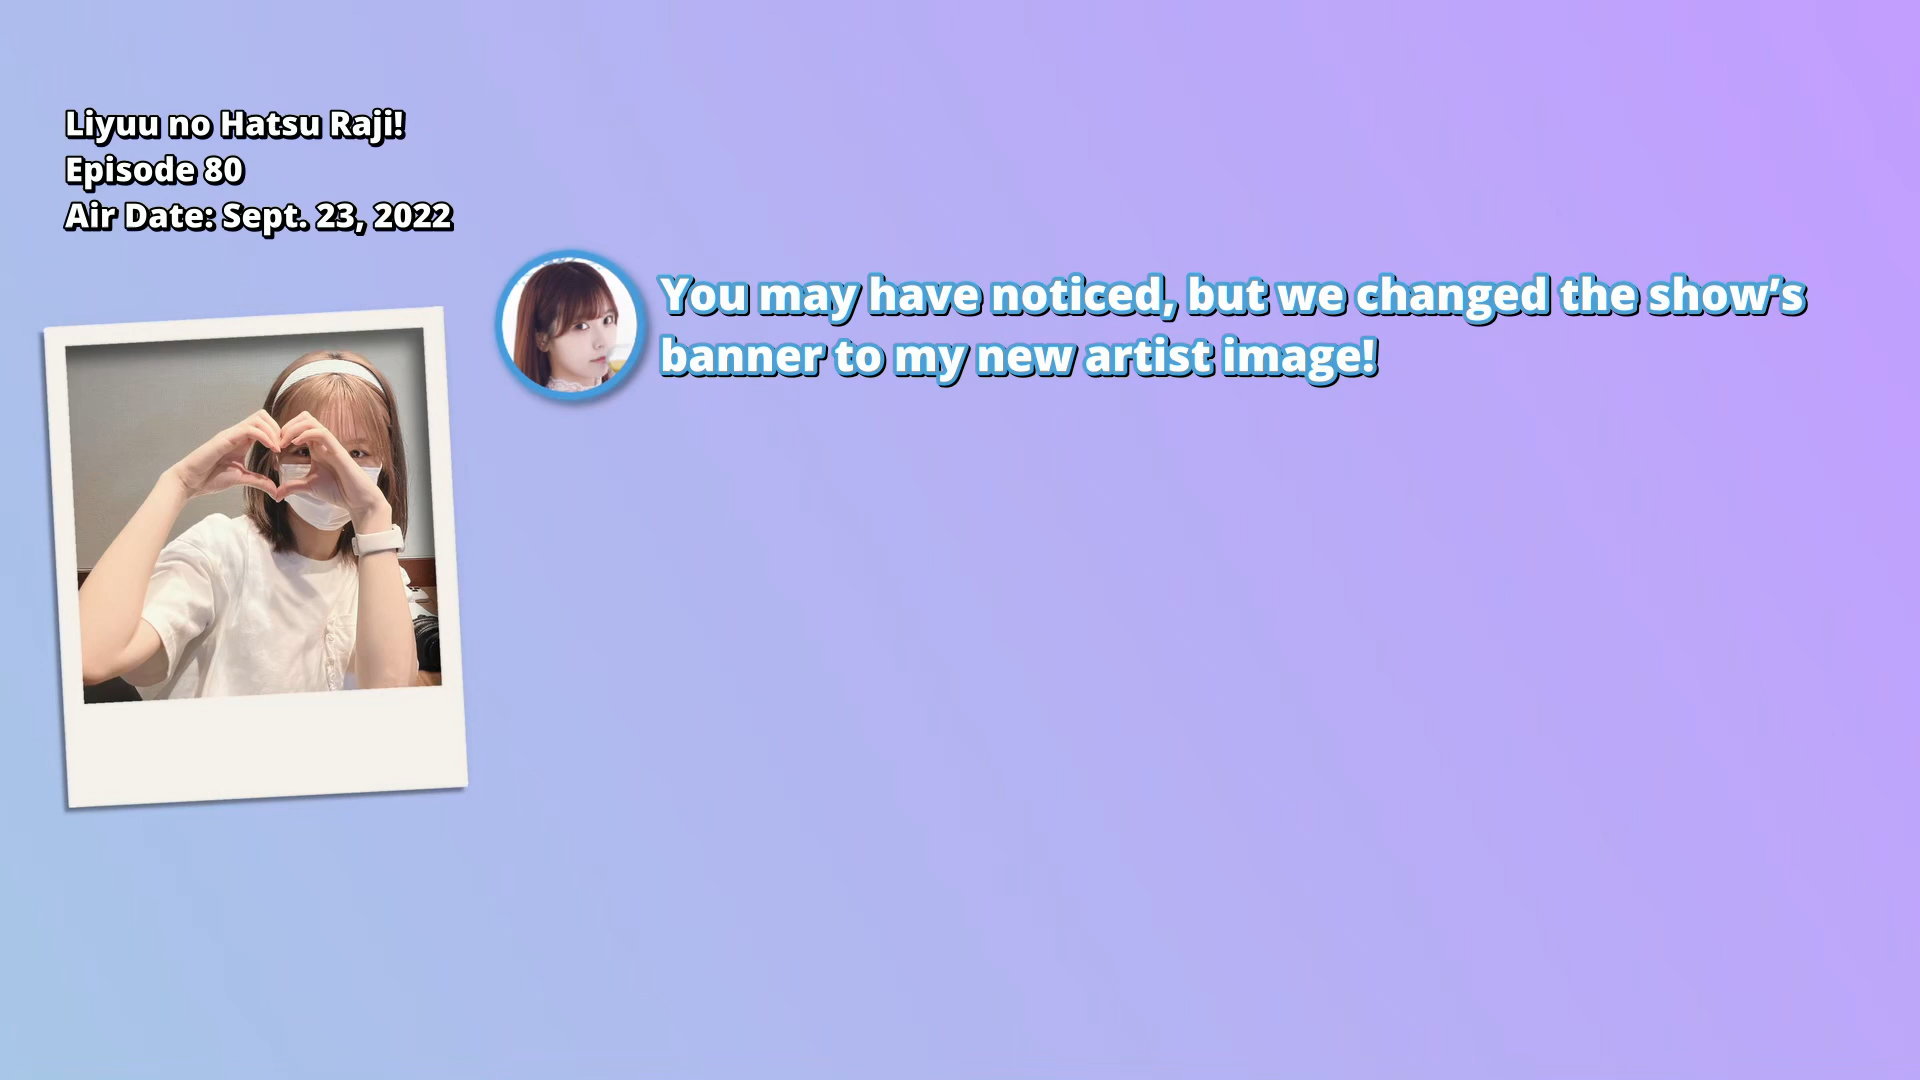 Liyuu no Hatsu Raji!
Episode 80
Air Date: Sept. 23, 2022
You may have noticed, but we changed the show’s
banner to my new artist image!